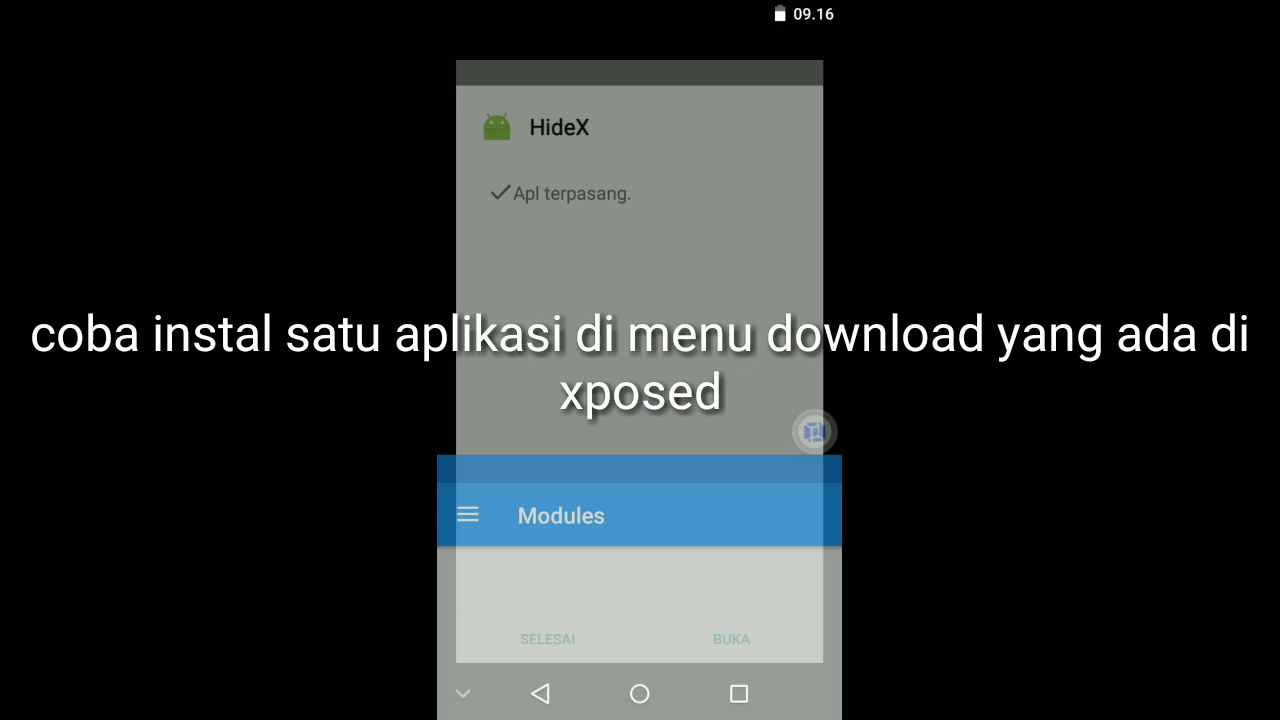 09.16
HideX
Apl terpasang.
coba instal satu aplikasi di menu download yang ada di
xposed
Modules
SELESAI BUKA